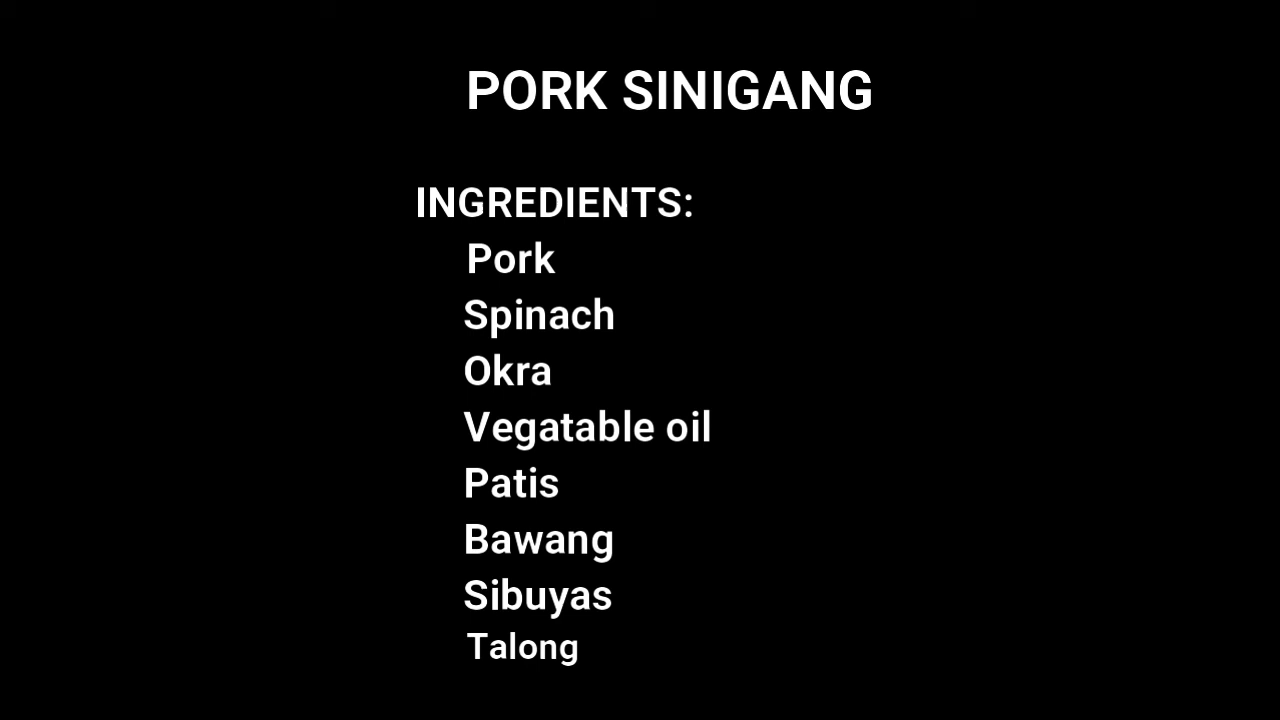 PORK SINIGANG
INGREDIENTS:
Pork
Spinach
Okra
Vegatable oil
Patis
Bawang
Sibuyas
Talong